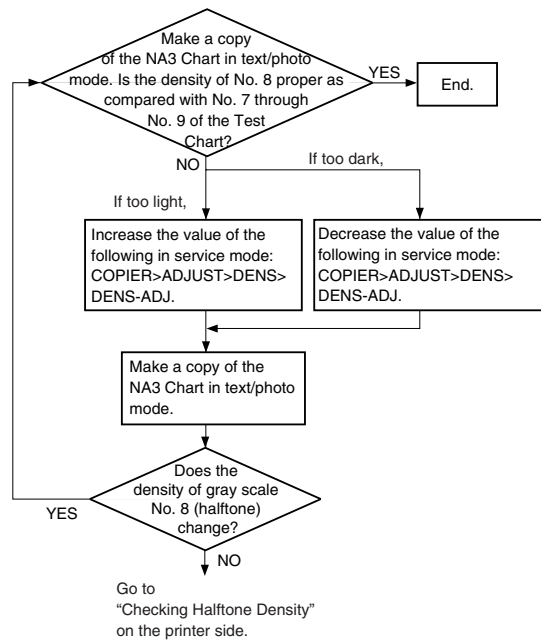 Make a copy
of the NA3 Chart in text/photo
mode. Is the density of No. 8 proper as
compared with No. 7 through
No. 9 of the Test
Chart?
YES
End.
NO
If too dark,
If too light,
Increase the value of the
following in service mode:
COPIER>ADJUST>DENS>
DENS-ADJ.
Decrease the value of the
following in service mode:
COPIER>ADJUST>DENS>
DENS-ADJ.
Make a copy of the
NA3 Chart in text/photo
mode.
Does the
density of gray scale
No. 8 (halftone)
change?
YES
NO
Go to
“Checking Halftone Density”
on the printer side.